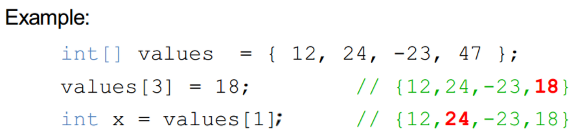 Example:
int[] values = { 12, 24, -23, 47 };
values[3] = 18; // {12,24,-23,18}
int x = values[1]; // {12,24,-23,18}